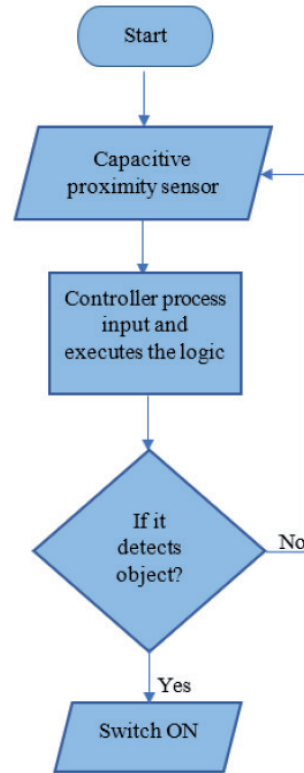 Start
Capacitive
proximity sensor
Controller process
input and
executes the logic
If it
detects
object?
No
Yes
Switch ON